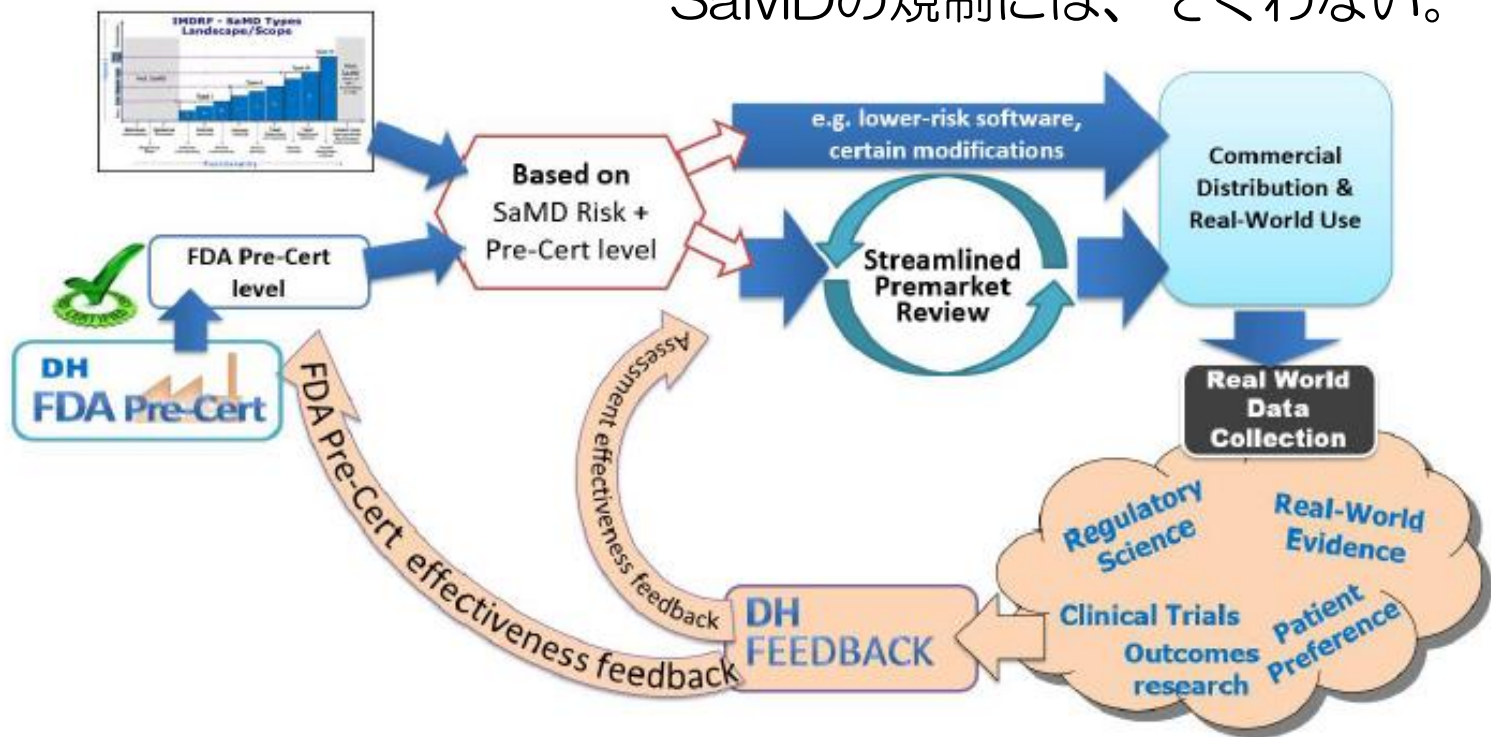 SaMDの規制には、そぐわない。
IMDRF - SaMD Types
Landscape/Scope
e.g. lower-risk software,
certain modifications
Based on
SaMD Risk +
Pre-Cert level
Commercial
Distribution &
Real-World Use
FDA Pre-Cert
level
Streamlined
Premarket
Review
CERTIFIED
DH
FDA Pre-Cert
Assessment effectiveness feedback
FDA Pre-Cert effectiveness feedback
Real World
Data
Collection
Regulatory
Science
Real-World
Evidence
Clinical Trials
Patient
Preference
Outcomes
research
DH
FEEDBACK